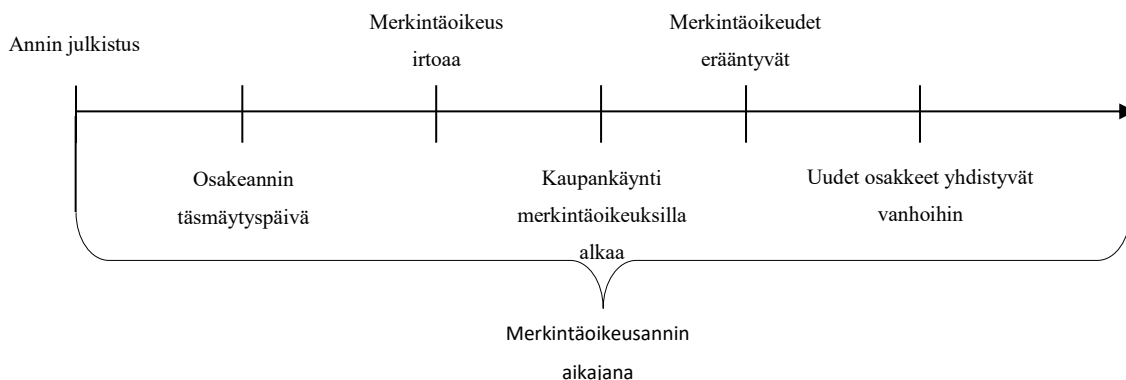 Annin julkistus
Merkintäoikeus
irtoaa
Merkintäoikeudet
erääntyvät
Osakeannin
täsmäytyspäivä
Kaupankäynti
merkintäoikeuksilla
alkaa
Uudet osakkeet yhdistyvät
vanhoihin
Merkintäoikeusannin
aikajana